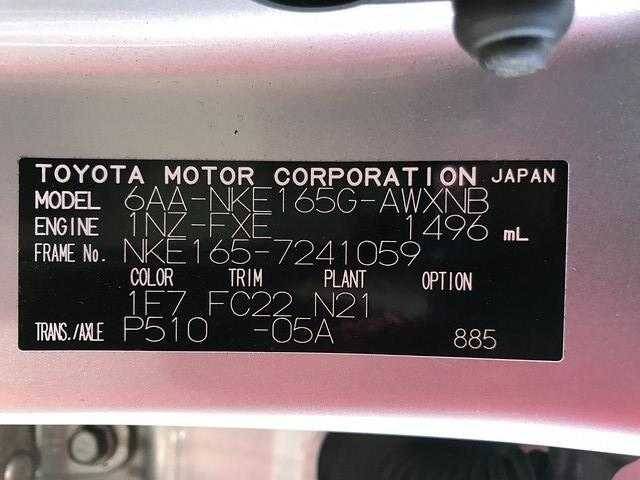 TOYOTA MOTOR CORPORATION JAPAN
MODEL 6AA-NKE165G-AWXNB
ENGINE 1NZ-FXE 1496 mL
FRAME No. NKE165-7241059
COLOR TRIM PLANT OPTION
1F7 FC22 N21
TRANS./AXLE P510 -05A 885